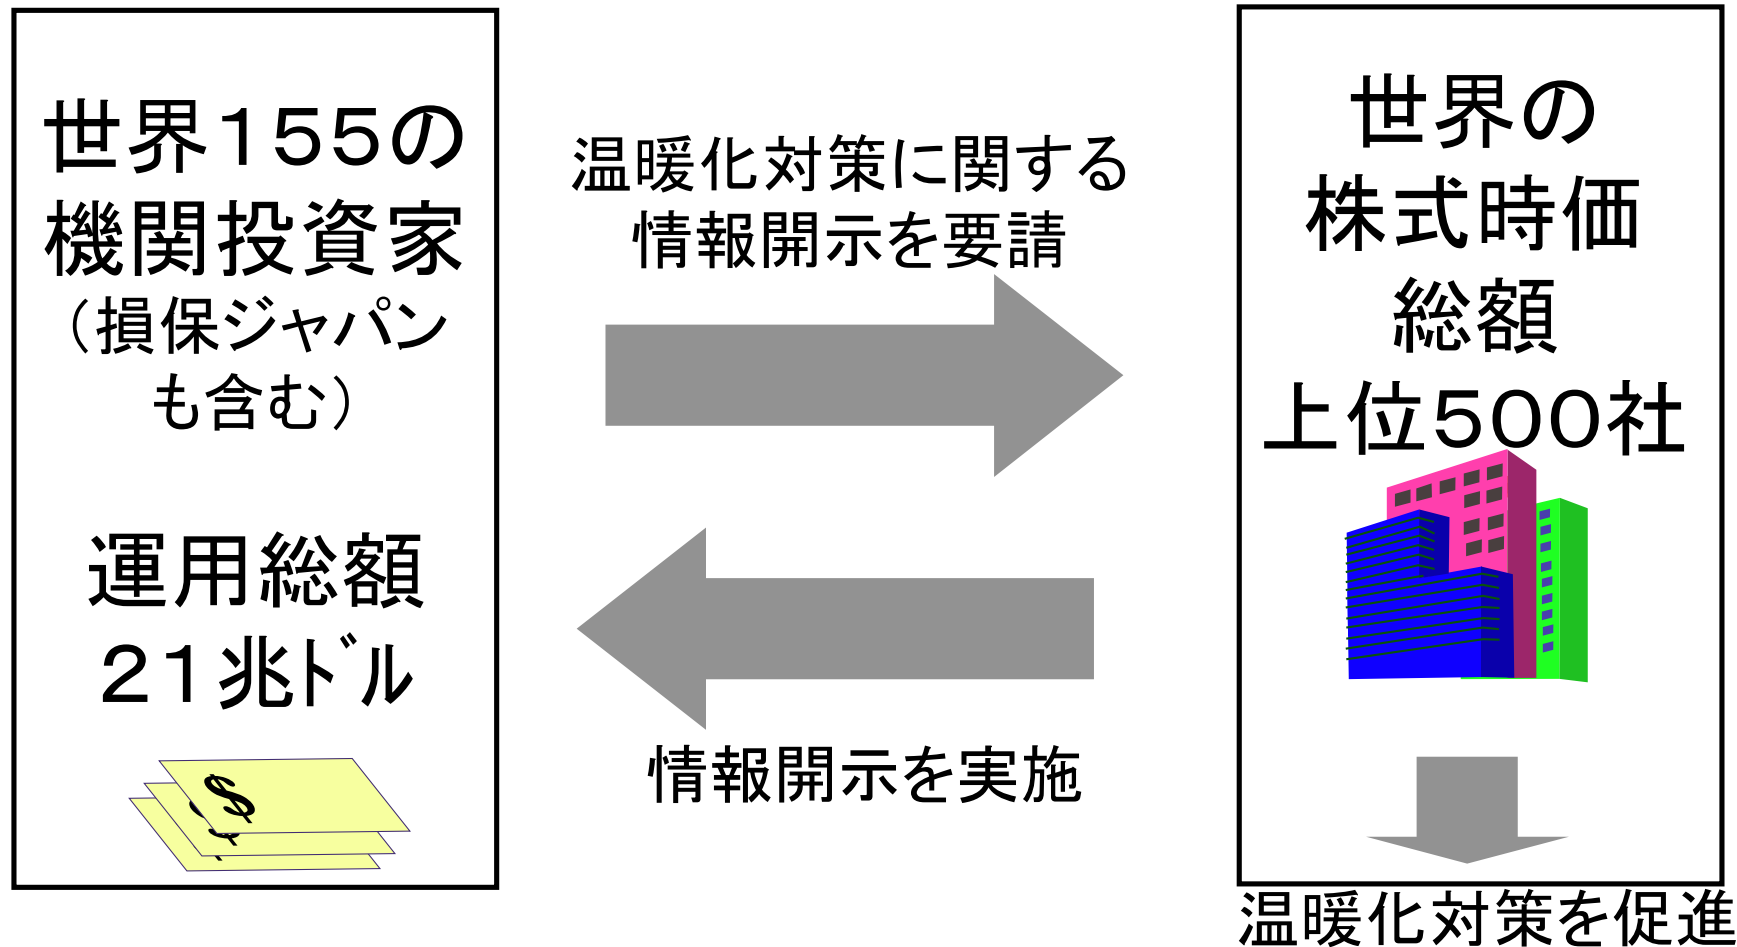 世界１５５の
機関投資家
（損保ジャパン
も含む）
運用総額
２１兆ﾄﾞﾙ
$
$
温暖化対策に関する
情報開示を要請
情報開示を実施
世界の
株式時価
総額
上位５００社
温暖化対策を促進